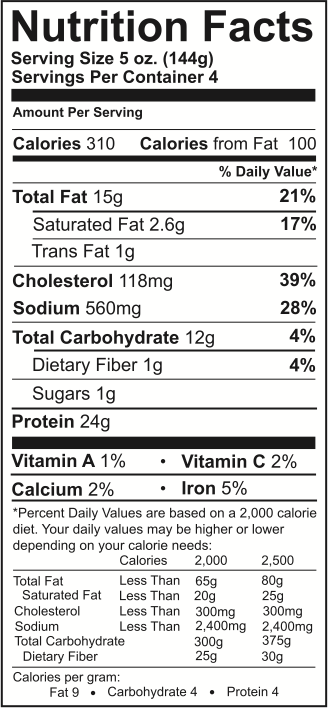 Nutrition Facts
Serving Size 5 oz. (144g)
Servings Per Container 4
Amount Per Serving
Calories 310 Calories from Fat 100
% Daily Value*
Total Fat 15g 21%
Saturated Fat 2.6g 17%
Trans Fat 1g
Cholesterol 118mg 39%
Sodium 560mg 28%
Total Carbohydrate 12g 4%
Dietary Fiber 1g 4%
Sugars 1g
Protein 24g
Vitamin A 1% • Vitamin C 2%
Calcium 2% • Iron 5%
*Percent Daily Values are based on a 2,000 calorie
diet. Your daily values may be higher or lower
depending on your calorie needs:
Calories 2,000 2,500
Total Fat Less Than 65g 80g
Saturated Fat Less Than 20g 25g
Cholesterol Less Than 300mg 300mg
Sodium Less Than 2,400mg 2,400mg
Total Carbohydrate 300g 375g
Dietary Fiber 25g 30g
Calories per gram:
Fat 9 • Carbohydrate 4 • Protein 4